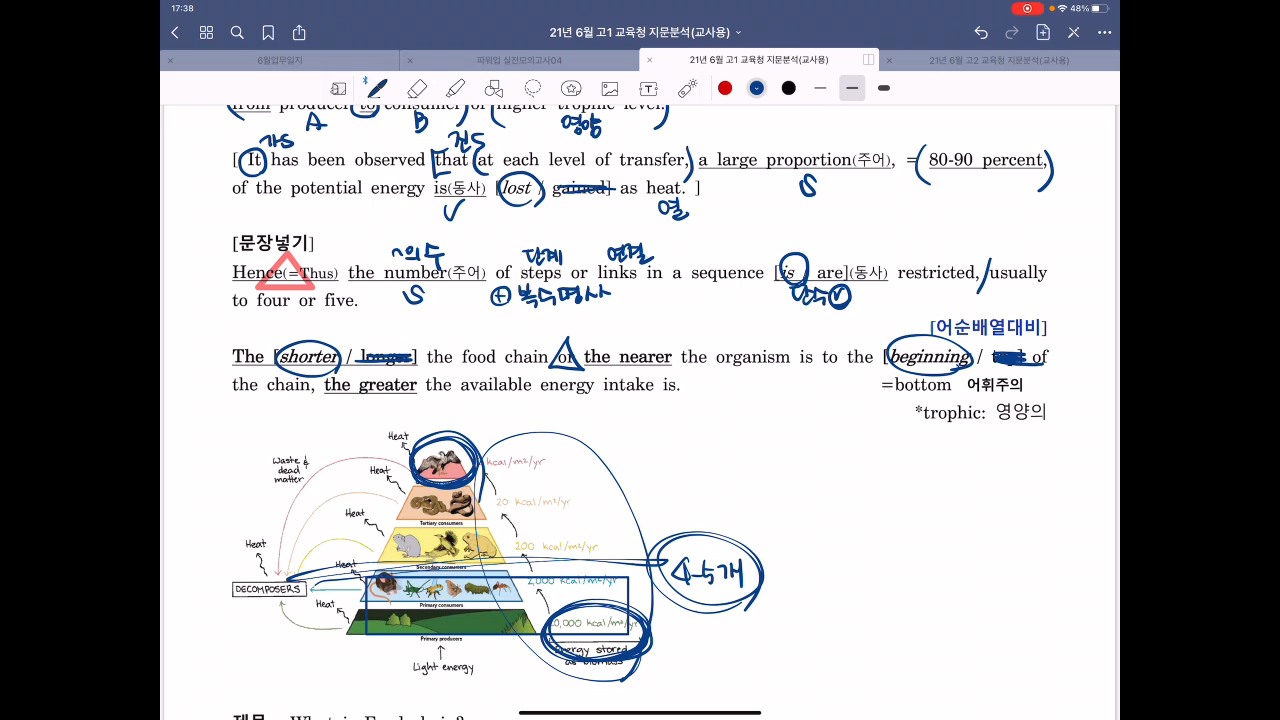 17:38
48%
21년 6월 고1 교육청 지문분석(교사용)
6월업무일지
파워업 실전모의고사04
21년 6월 고1 교육청 지문분석(교사용)
21년 6월 고2 교육청 지문분석(교사용)
from producer to consumer or higher trophic level.
A B 영양
가S 진S
[ It has been observed that at each level of transfer, a large proportion(주어), = 80-90 percent,
S
of the potential energy is(동사) [lost / gained] as heat. ]
V 열
[문장넣기]
~의 수 단계 연결
Hence(=Thus) the number(주어) of steps or links in a sequence [is / are](동사) restricted, usually
S + 복수명사 단수V
to four or five.
[어순배열대비]
The [shorter / longer] the food chain or the nearer the organism is to the [beginning / ] of
the chain, the greater the available energy intake is.
=bottom 어휘주의
*trophic: 영양의
Heat
Waste & dead matter
kcal/m²/yr
Heat
20 kcal/m²/yr
Tertiary consumers
Heat
200 kcal/m²/yr
Heat
Secondary consumers
Heat
4~5개
2,000 kcal/m²/yr
DECOMPOSERS
Primary consumers
Heat
0,000 kcal/m²/yr
Primary producers
Energy stored
as biomass
Light energy